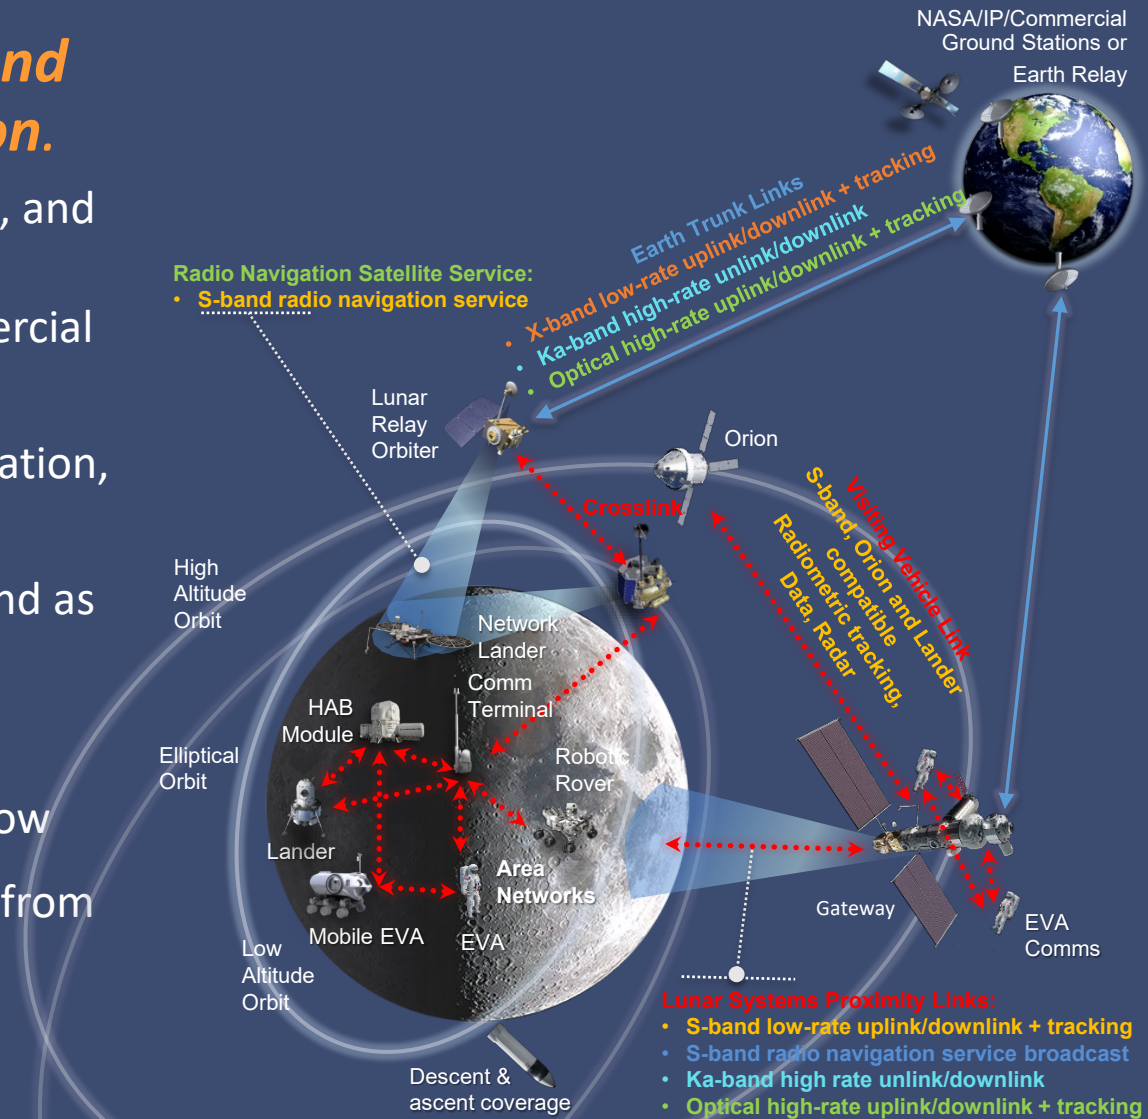 nd
on.
, and
ercial
ation,
nd as
ow
from
NASA/IP/Commercial
Ground Stations or
Earth Relay
Earth Trunk Links
• X-band low-rate uplink/downlink + tracking
• Ka-band high-rate unlink/downlink
• Optical high-rate uplink/downlink + tracking
Radio Navigation Satellite Service:
• S-band radio navigation service
Lunar
Relay
Orbiter
Orion
Crosslink
Visiting Vehicle Link
S-band, Orion and Lander
compatible
Radiometric tracking,
Data, Radar
High
Altitude
Orbit
Network
Lander
Comm
Terminal
HAB
Module
Elliptical
Orbit
Robotic
Rover
Lander
Area
Networks
Mobile EVA
EVA
Gateway
EVA
Comms
Low
Altitude
Orbit
Descent &
ascent coverage
Lunar Systems Proximity Links:
• S-band low-rate uplink/downlink + tracking
• S-band radio navigation service broadcast
• Ka-band high rate unlink/downlink
• Optical high-rate uplink/downlink + tracking